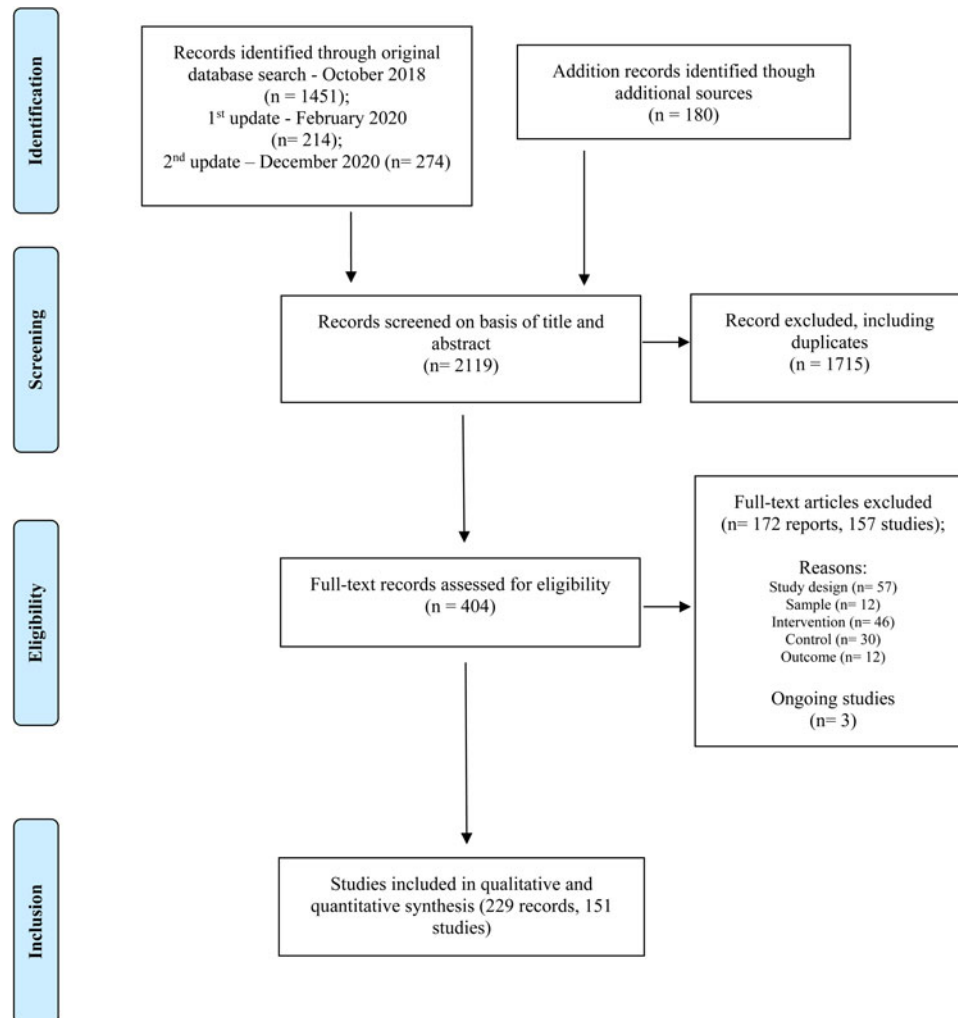 Identification
Records identified through original
database search - October 2018
(n = 1451);
1st update - February 2020
(n= 214);
2nd update – December 2020 (n= 274)
Addition records identified though
additional sources
(n = 180)
Screening
Records screened on basis of title and
abstract
(n= 2119)
Record excluded, including
duplicates
(n = 1715)
Eligibility
Full-text records assessed for eligibility
(n = 404)
Full-text articles excluded
(n= 172 reports, 157 studies);
Reasons:
Study design (n= 57)
Sample (n= 12)
Intervention (n= 46)
Control (n= 30)
Outcome (n= 12)
Ongoing studies
(n= 3)
Inclusion
Studies included in qualitative and
quantitative synthesis (229 records, 151
studies)